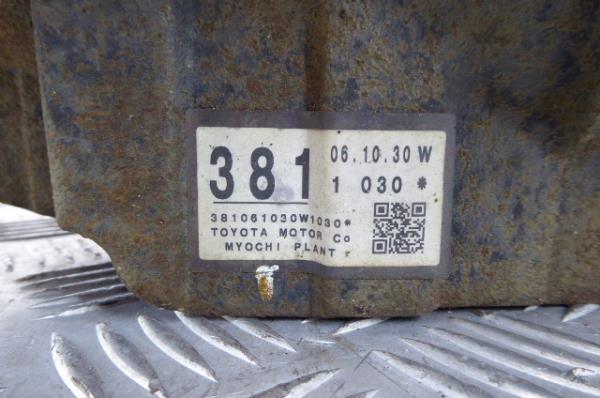 381 06.10.30 W
1 030*
381061030W1030*
TOYOTA MOTOR Co
MYOCHI PLANT